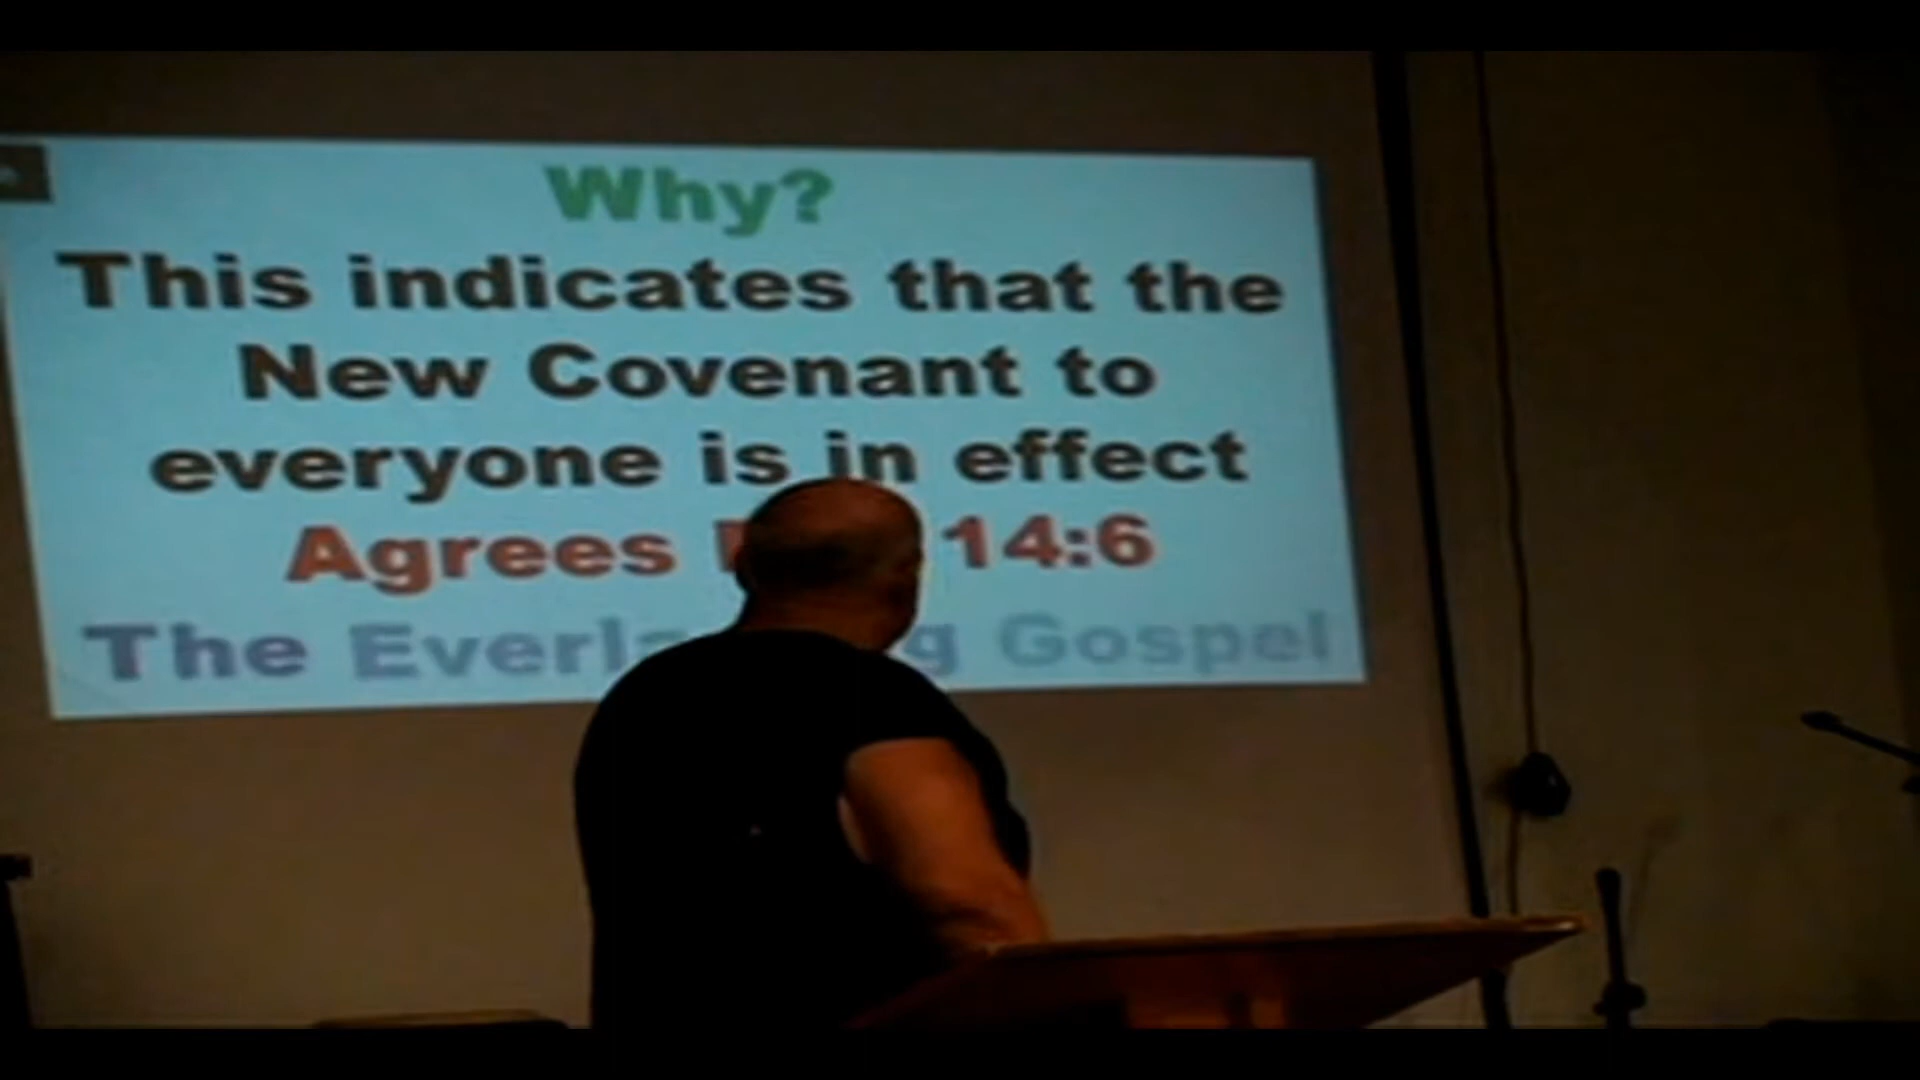 Why?
This indicates that the
New Covenant to
everyone is in effect
Agrees 14:6
The Gospel